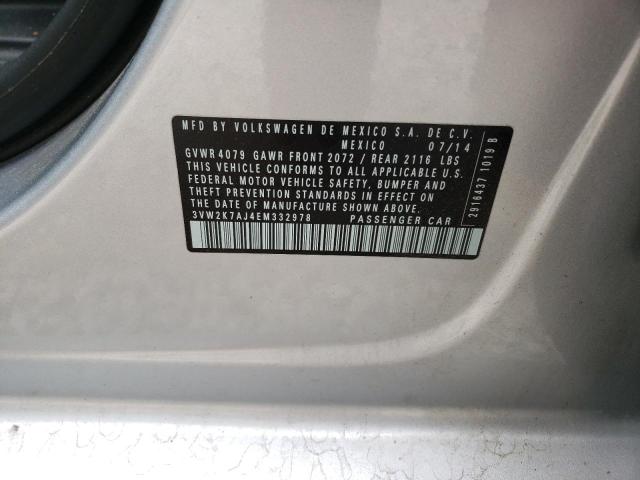 MFD BY VOLKSWAGEN DE MEXICO S.A. DE C.V.
MEXICO 07/14
GVWR 4079 GAWR FRONT 2072 / REAR 2116 LBS
THIS VEHICLE CONFORMS TO ALL APPLICABLE U.S.
FEDERAL MOTOR VEHICLE SAFETY, BUMPER AND
THEFT PREVENTION STANDARDS IN EFFECT ON
THE DATE OF MANUFACTURE SHOWN ABOVE.
3VW2K7AJ4EM332978 PASSENGER CAR
2916437 1019 B